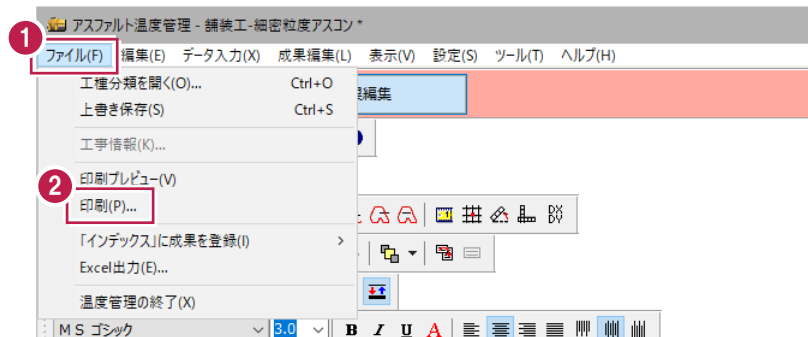 アスファルト温度管理 - 舗装工-細密粒度アスコン *
1
ファイル(F) 編集(E) データ入力(X) 成果編集(L) 表示(V) 設定(S) ツール(T) ヘルプ(H)
工種分類を開く(O)... Ctrl+O
編集
上書き保存(S) Ctrl+S
工事情報(K)...
印刷プレビュー(V)
2
印刷(P)...
「インデックス」に成果を登録(I) >
Excel出力(E)...
温度管理の終了(X)
MS ゴシック 3.0 B I U A